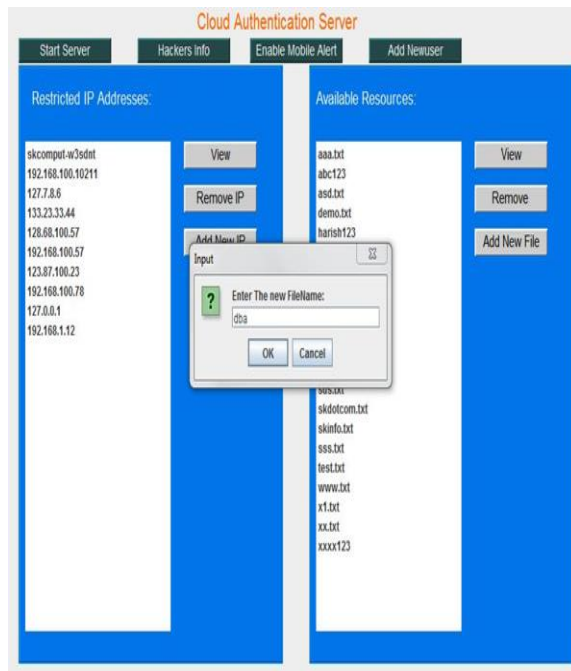 Cloud Authentication Server
Start Server
Hackers Info
Enable Mobile Alert
Add Newuser
Restricted IP Addresses:
skcomput-w3sdnt
192.168.100.10211
127.7.8.6
133.23.33.44
128.68.100.57
192.168.100.57
123.87.100.23
192.168.100.78
127.0.0.1
192.168.1.12
View
Remove IP
Add New IP
Available Resources:
aaa.txt
abc123
asd.txt
demo.txt
harish123
skdotcom.txt
skinfo.txt
sss.txt
test.txt
www.txt
x1.txt
xx.txt
xxxx123
View
Remove
Add New File
Input
?
Enter The new FileName:
dba
OK
Cancel